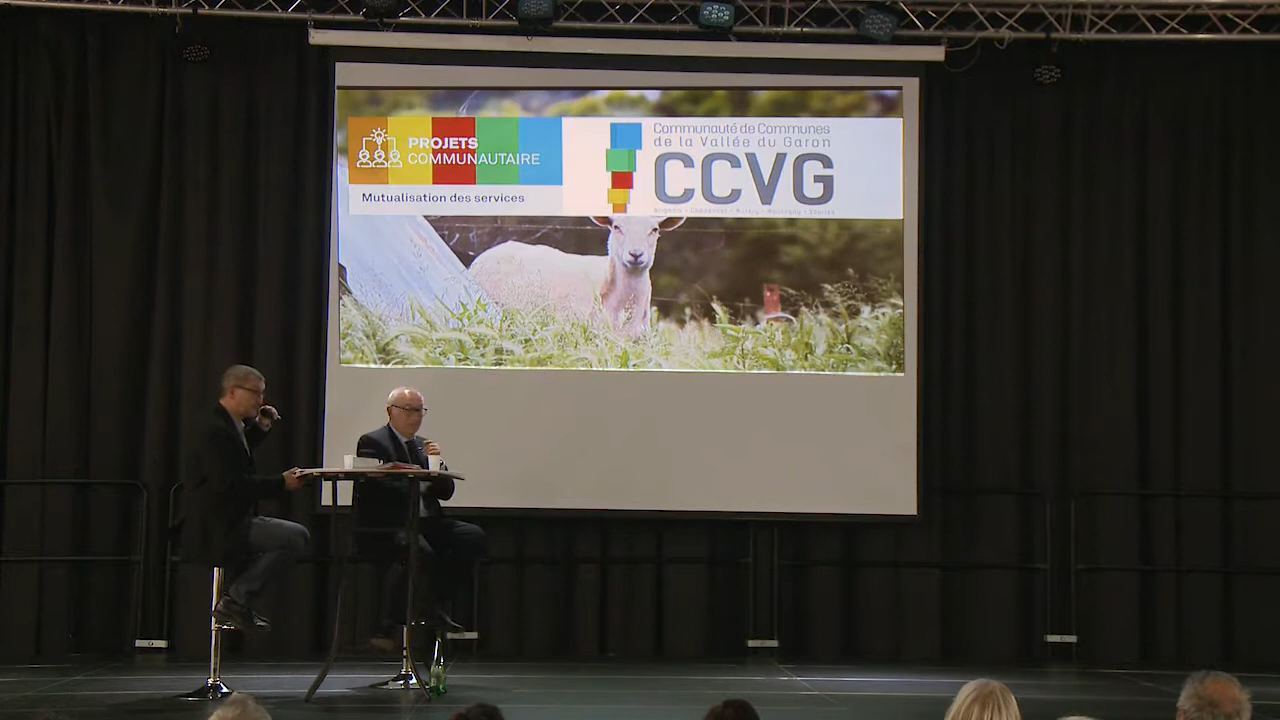 PROJETS
COMMUNAUTAIRE
Mutualisation des services
Communauté de Communes
de la Vallée du Garon
CCVG